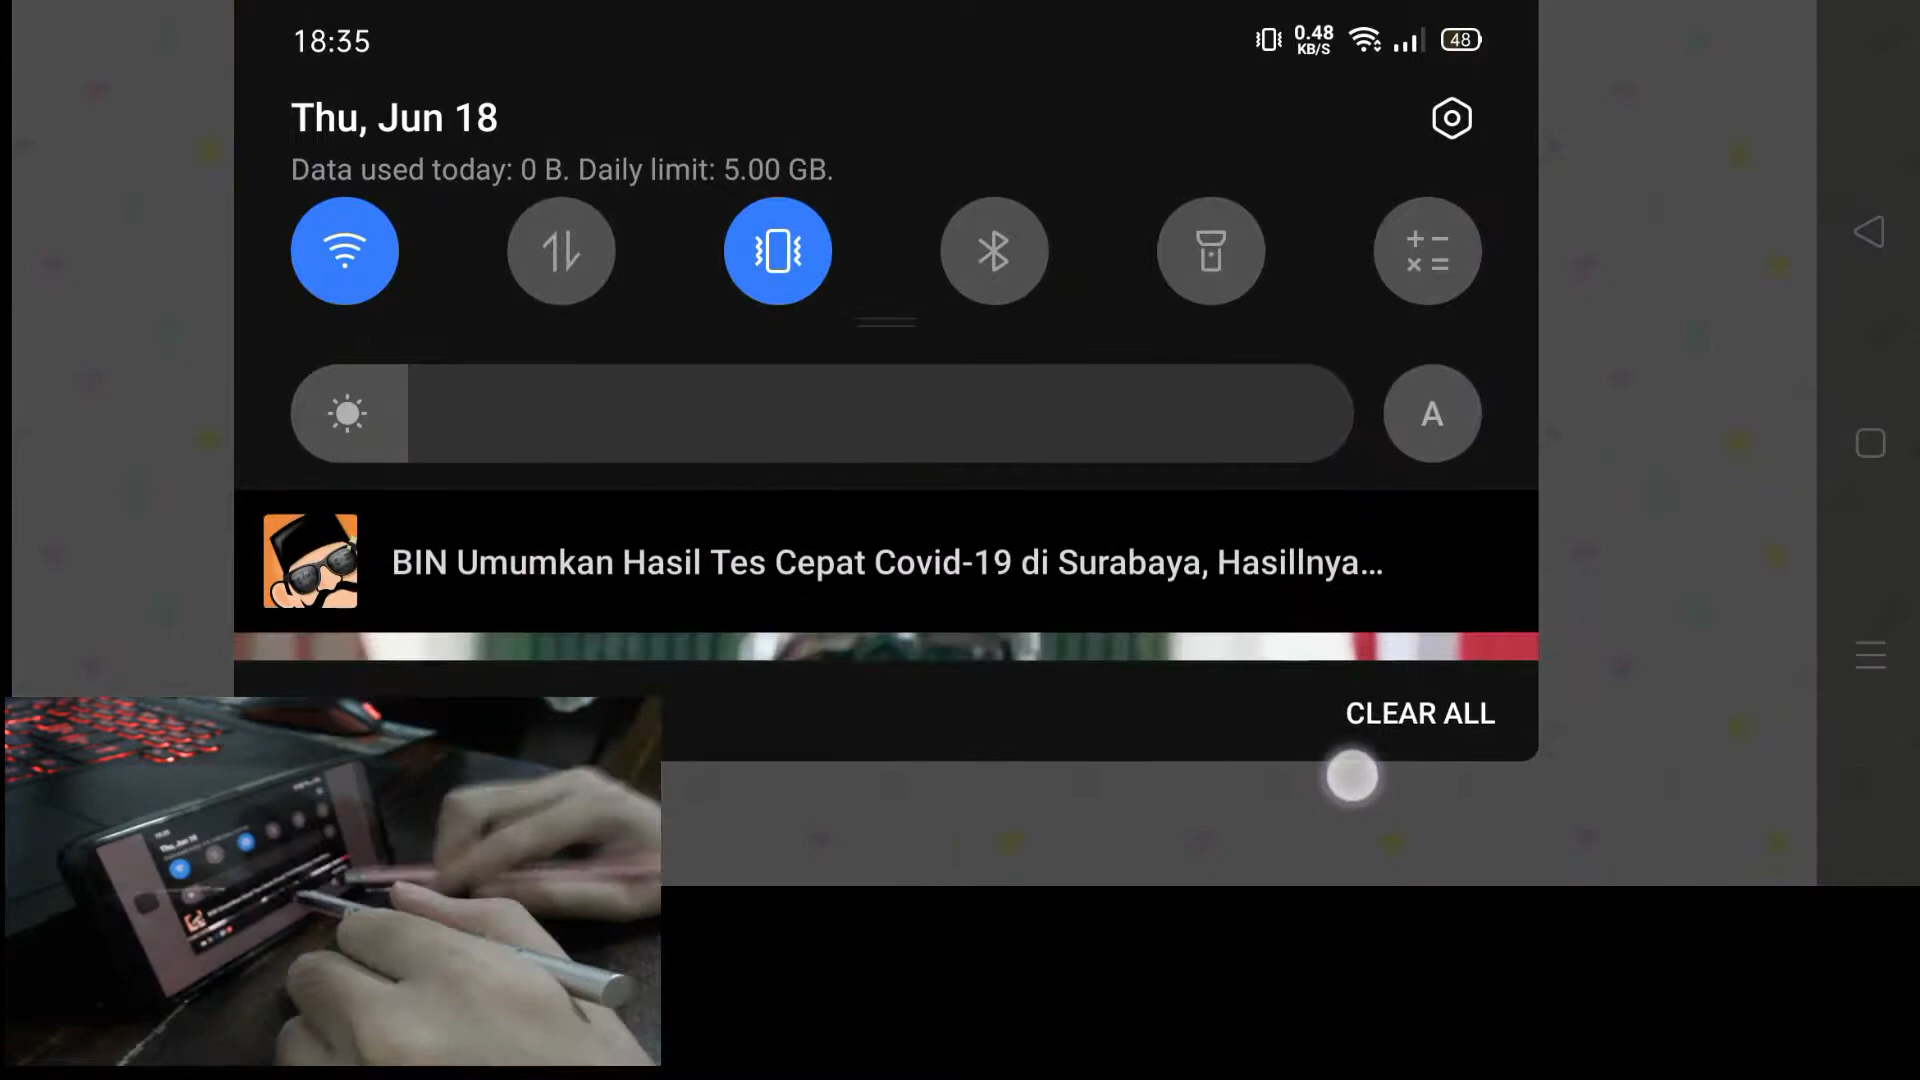 18:35
0.48
KB/S
48
Thu, Jun 18
Data used today: 0 B. Daily limit: 5.00 GB.
A
BIN Umumkan Hasil Tes Cepat Covid-19 di Surabaya, Hasillnya...
CLEAR ALL